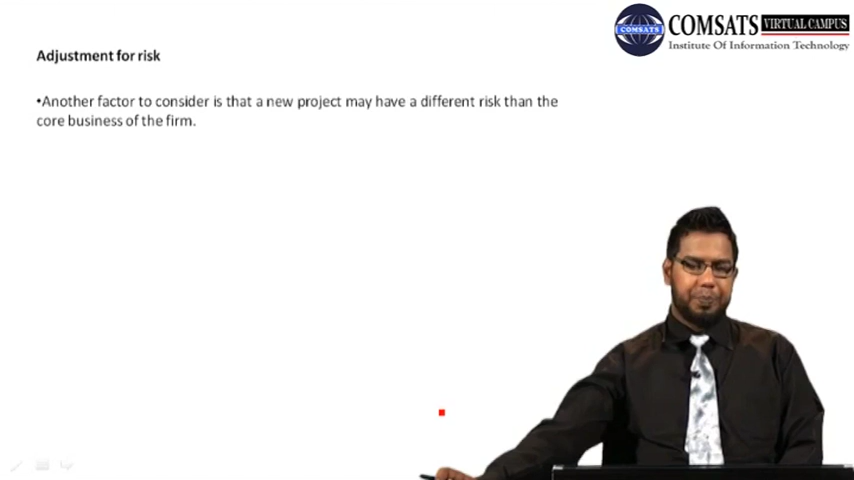 COMSATS VIRTUAL CAMPUS
COMSATS
Institute Of Information Technology
Adjustment for risk
•Another factor to consider is that a new project may have a different risk than the
core business of the firm.